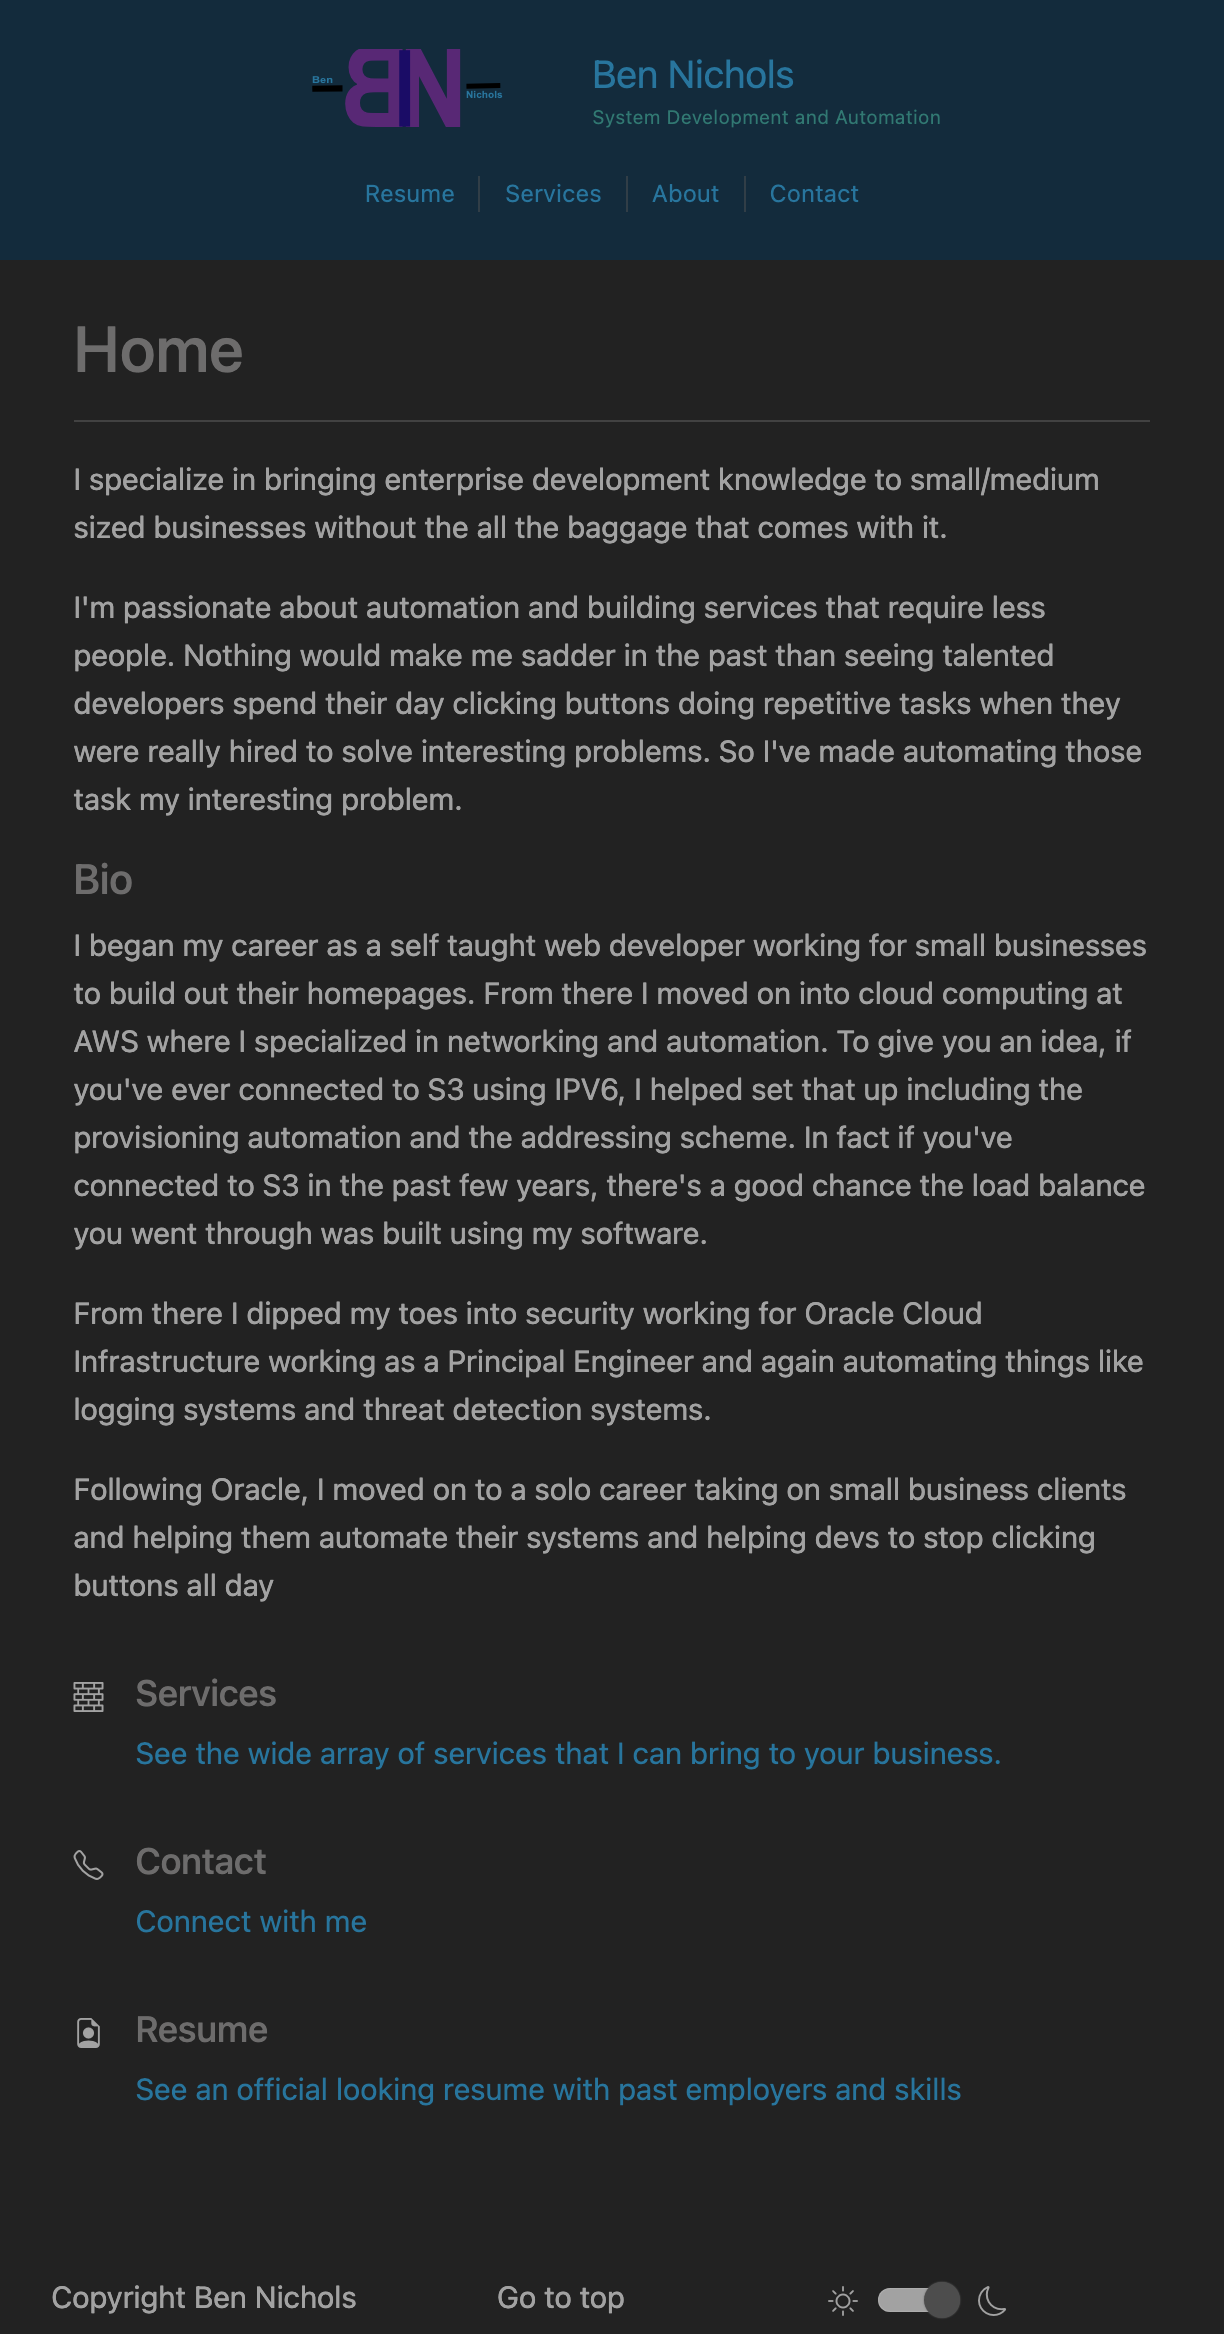 Ben
BN
Nichols
Ben Nichols
System Development and Automation
Resume
Services
About
Contact
Home
I specialize in bringing enterprise development knowledge to small/medium
sized businesses without the all the baggage that comes with it.
I'm passionate about automation and building services that require less
people. Nothing would make me sadder in the past than seeing talented
developers spend their day clicking buttons doing repetitive tasks when they
were really hired to solve interesting problems. So I've made automating those
task my interesting problem.
Bio
I began my career as a self taught web developer working for small businesses
to build out their homepages. From there I moved on into cloud computing at
AWS where I specialized in networking and automation. To give you an idea, if
you've ever connected to S3 using IPV6, I helped set that up including the
provisioning automation and the addressing scheme. In fact if you've
connected to S3 in the past few years, there's a good chance the load balance
you went through was built using my software.
From there I dipped my toes into security working for Oracle Cloud
Infrastructure working as a Principal Engineer and again automating things like
logging systems and threat detection systems.
Following Oracle, I moved on to a solo career taking on small business clients
and helping them automate their systems and helping devs to stop clicking
buttons all day
Services
See the wide array of services that I can bring to your business.
Contact
Connect with me
Resume
See an official looking resume with past employers and skills
Copyright Ben Nichols
Go to top